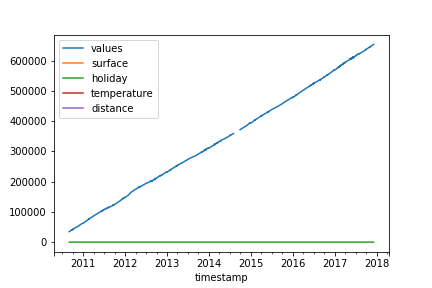 600000
500000
400000
300000
200000
100000
0
values
surface
holiday
temperature
distance
2011 2012 2013 2014 2015 2016 2017 2018
timestamp